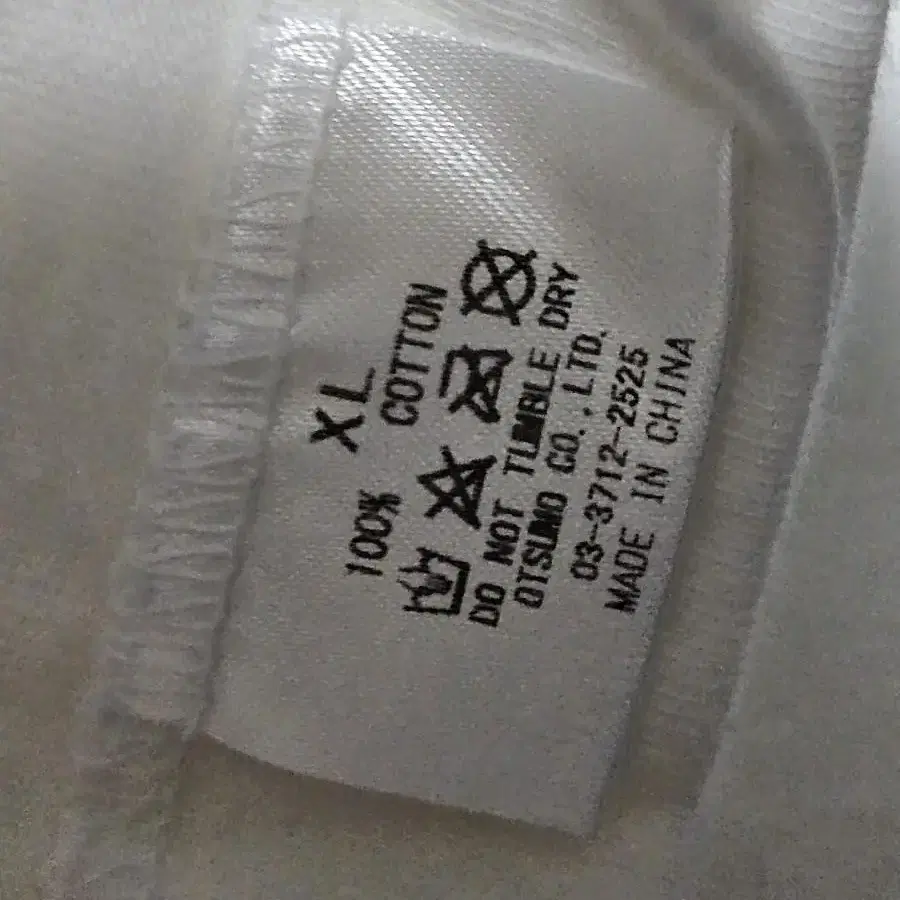 XL
100% COTTON
DO NOT TUMBLE DRY
OTSUMO CO., LTD.
03-3712-2525
MADE IN CHINA